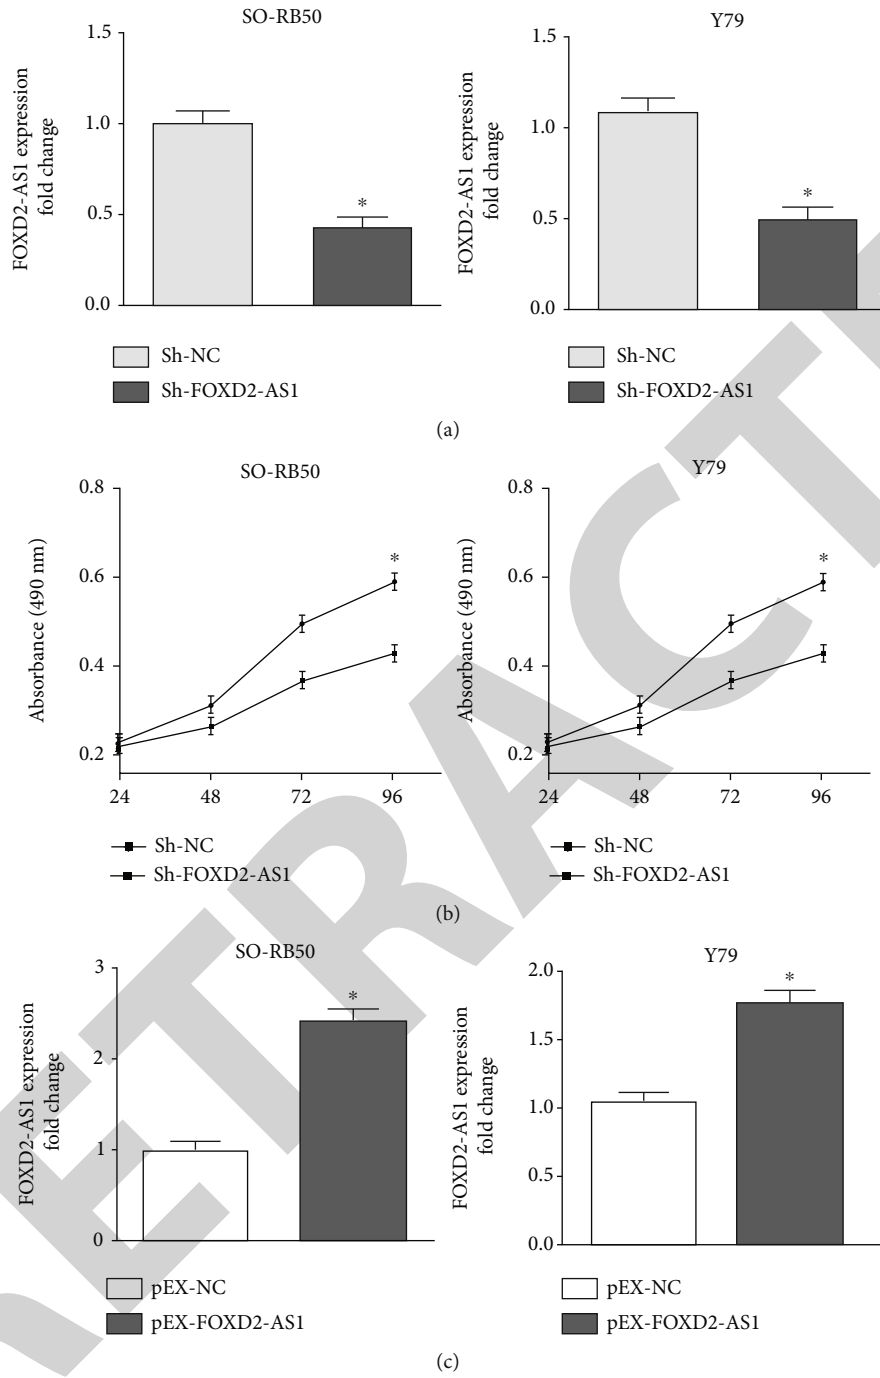 SO-RB50
1.5
1.0
0.5
0.0
FOXD2-AS1 expression
fold change
*
Sh-NC
Sh-FOXD2-AS1
Y79
1.5
1.0
0.5
0.0
FOXD2-AS1 expression
fold change
*
Sh-NC
Sh-FOXD2-AS1
(a)
SO-RB50
0.8
0.6
0.4
0.2
Absorbance (490 nm)
*
24 48 72 96
Sh-NC
Sh-FOXD2-AS1
Y79
0.8
0.6
0.4
0.2
Absorbance (490 nm)
*
24 48 72 96
Sh-NC
Sh-FOXD2-AS1
(b)
SO-RB50
3
2
1
0
FOXD2-AS1 expression
fold change
*
pEX-NC
pEX-FOXD2-AS1
Y79
2.0
1.5
1.0
0.5
0.0
FOXD2-AS1 expression
fold change
*
pEX-NC
pEX-FOXD2-AS1
(c)